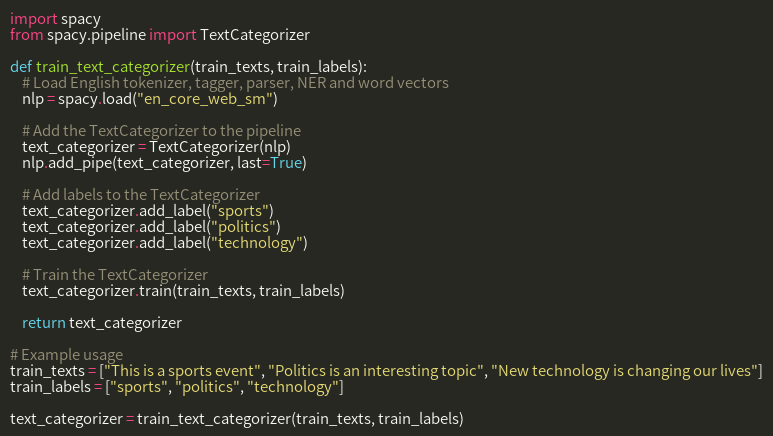 import spacy
from spacy.pipeline import TextCategorizer

def train_text_categorizer(train_texts, train_labels):
    # Load English tokenizer, tagger, parser, NER and word vectors
    nlp = spacy.load("en_core_web_sm")

    # Add the TextCategorizer to the pipeline
    text_categorizer = TextCategorizer(nlp)
    nlp.add_pipe(text_categorizer, last=True)

    # Add labels to the TextCategorizer
    text_categorizer.add_label("sports")
    text_categorizer.add_label("politics")
    text_categorizer.add_label("technology")

    # Train the TextCategorizer
    text_categorizer.train(train_texts, train_labels)

    return text_categorizer

# Example usage
train_texts = ["This is a sports event", "Politics is an interesting topic", "New technology is changing our lives"]
train_labels = ["sports", "politics", "technology"]

text_categorizer = train_text_categorizer(train_texts, train_labels)